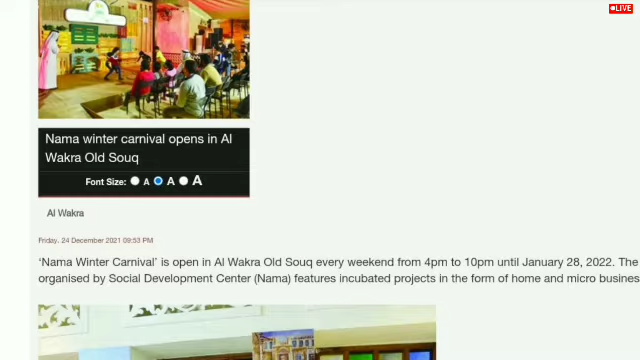 LIVE
Nama winter carnival opens in Al
Wakra Old Souq
Font Size: A A A
Al Wakra
Friday. 24 December 2021 09:53 PM
‘Nama Winter Carnival’ is open in Al Wakra Old Souq every weekend from 4pm to 10pm until January 28, 2022. The
organised by Social Development Center (Nama) features incubated projects in the form of home and micro busines